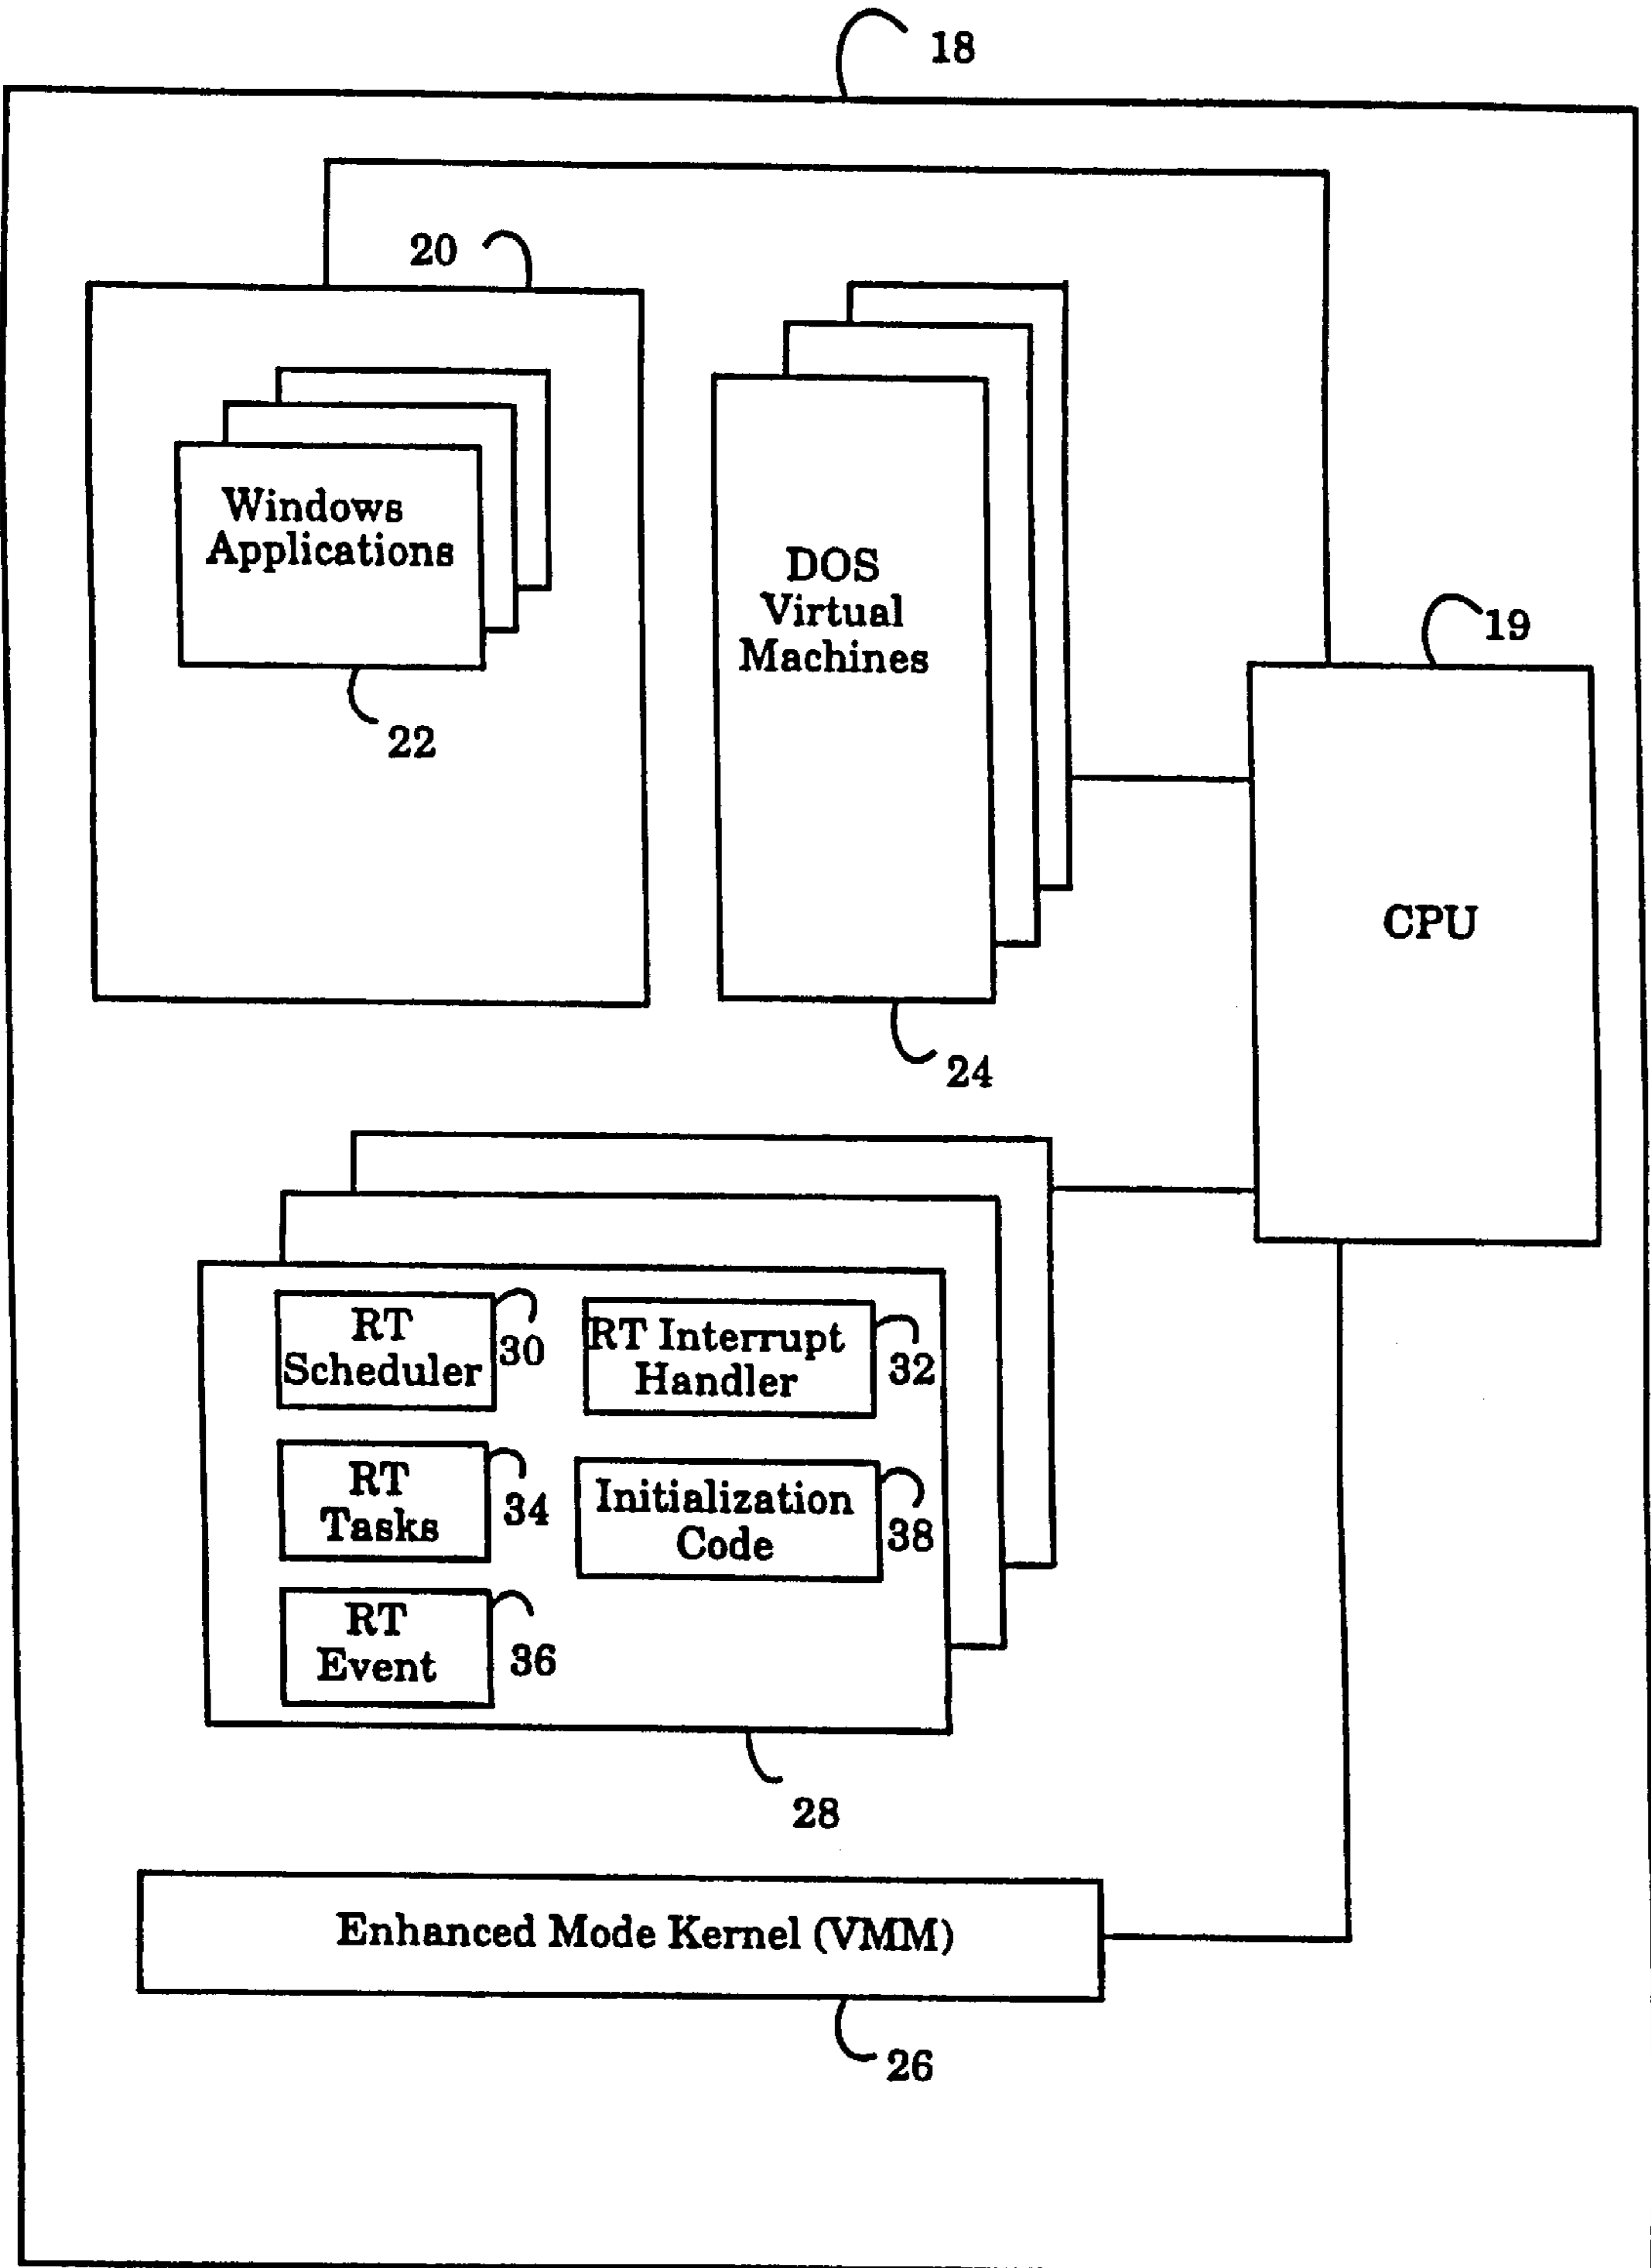 18
20
Windows
Applications
22
DOS
Virtual
Machines
24
19
CPU
RT
Scheduler
30
RT Interrupt
Handler
32
RT
Tasks
34
Initialization
Code
38
RT
Event
36
28
Enhanced Mode Kernel (VMM)
26